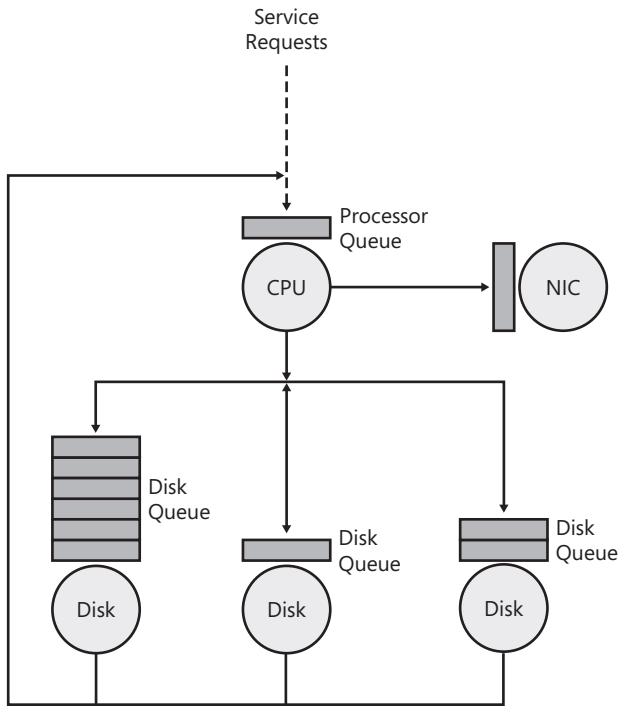 Service
Requests
Processor
Queue
CPU
NIC
Disk
Queue
Disk
Queue
Disk
Queue
Disk
Disk
Disk